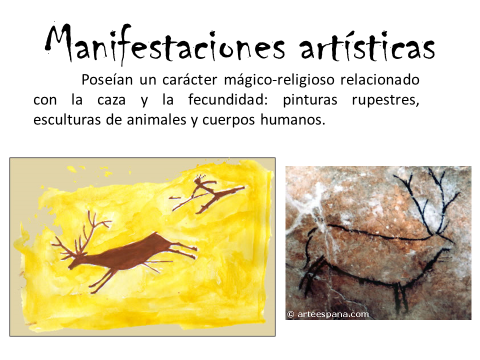 Manifestaciones artísticas
Poseían un carácter mágico-religioso relacionado
con la caza y la fecundidad: pinturas rupestres,
esculturas de animales y cuerpos humanos.
© arteespana.com